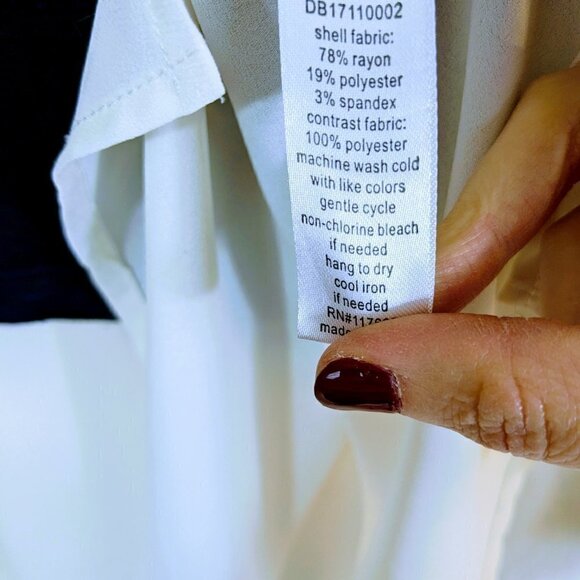 DB17110002
shell fabric:
78% rayon
19% polyester
3% spandex
contrast fabric:
100% polyester
machine wash cold
with like colors
gentle cycle
non-chlorine bleach
if needed
hang to dry
cool iron
if needed
made